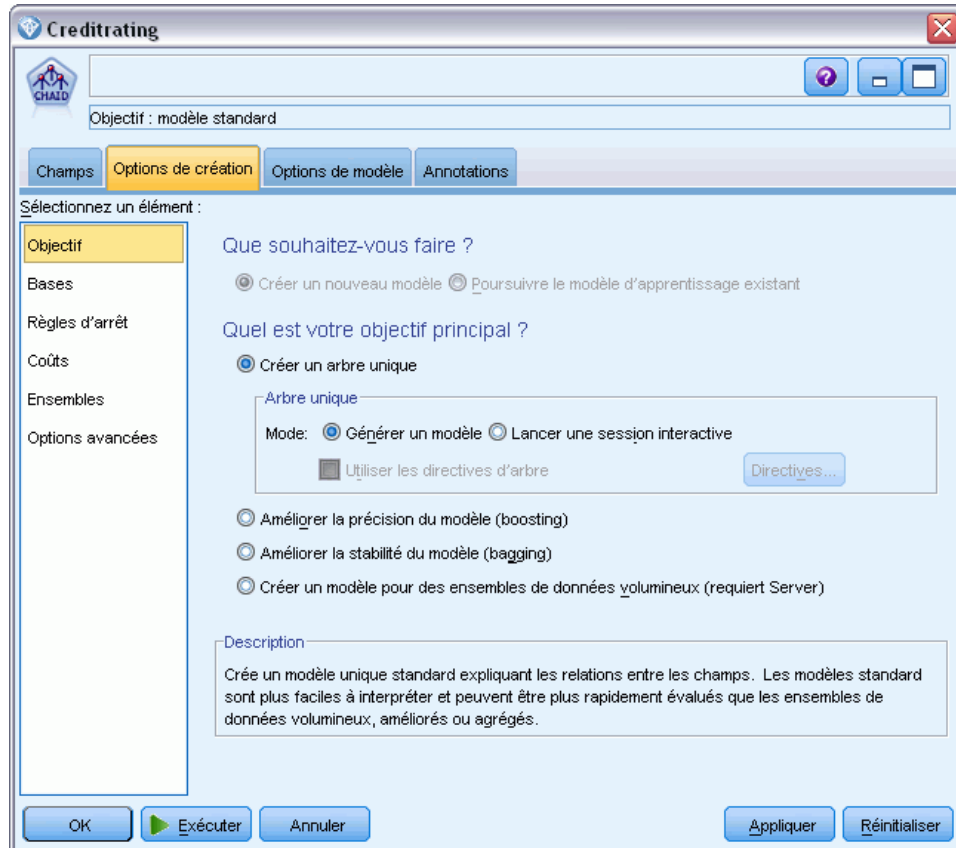 Creditrating
CHAID
Objectif : modèle standard
Champs
Options de création
Options de modèle
Annotations
Sélectionnez un élément :
Objectif
Bases
Règles d'arrêt
Coûts
Ensembles
Options avancées
Que souhaitez-vous faire ?
Créer un nouveau modèle
Poursuivre le modèle d'apprentissage existant
Quel est votre objectif principal ?
Créer un arbre unique
Arbre unique
Mode:
Générer un modèle
Lancer une session interactive
Utiliser les directives d'arbre
Directives...
Améliorer la précision du modèle (boosting)
Améliorer la stabilité du modèle (bagging)
Créer un modèle pour des ensembles de données volumineux (requiert Server)
Description
Crée un modèle unique standard expliquant les relations entre les champs. Les modèles standard
sont plus faciles à interpréter et peuvent être plus rapidement évalués que les ensembles de
données volumineux, améliorés ou agrégés.
OK
Exécuter
Annuler
Appliquer
Réinitialiser